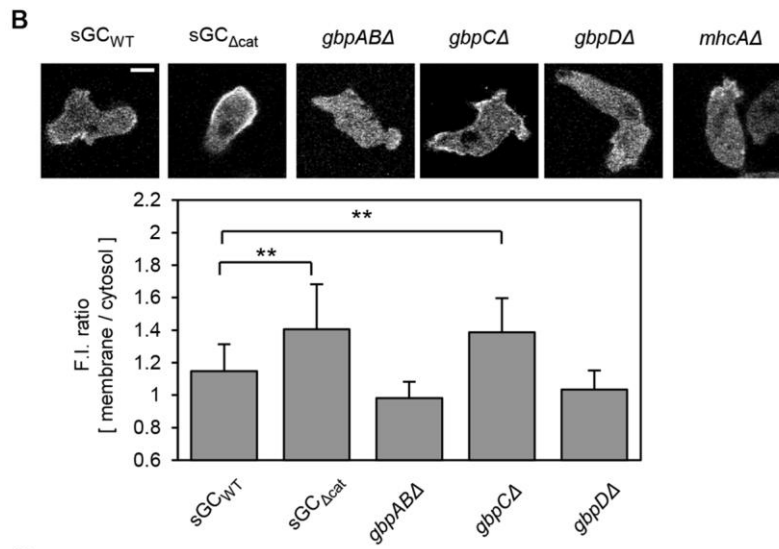 B
sGCWT sGCΔcat gbpABΔ gbpCΔ gbpDΔ mhcAΔ
2.2
2
1.8
1.6
1.4
1.2
1
0.8
0.6
F.I. ratio
[ membrane / cytosol ]
**
**
sGCWT sGCΔcat gbpABΔ gbpCΔ gbpDΔ